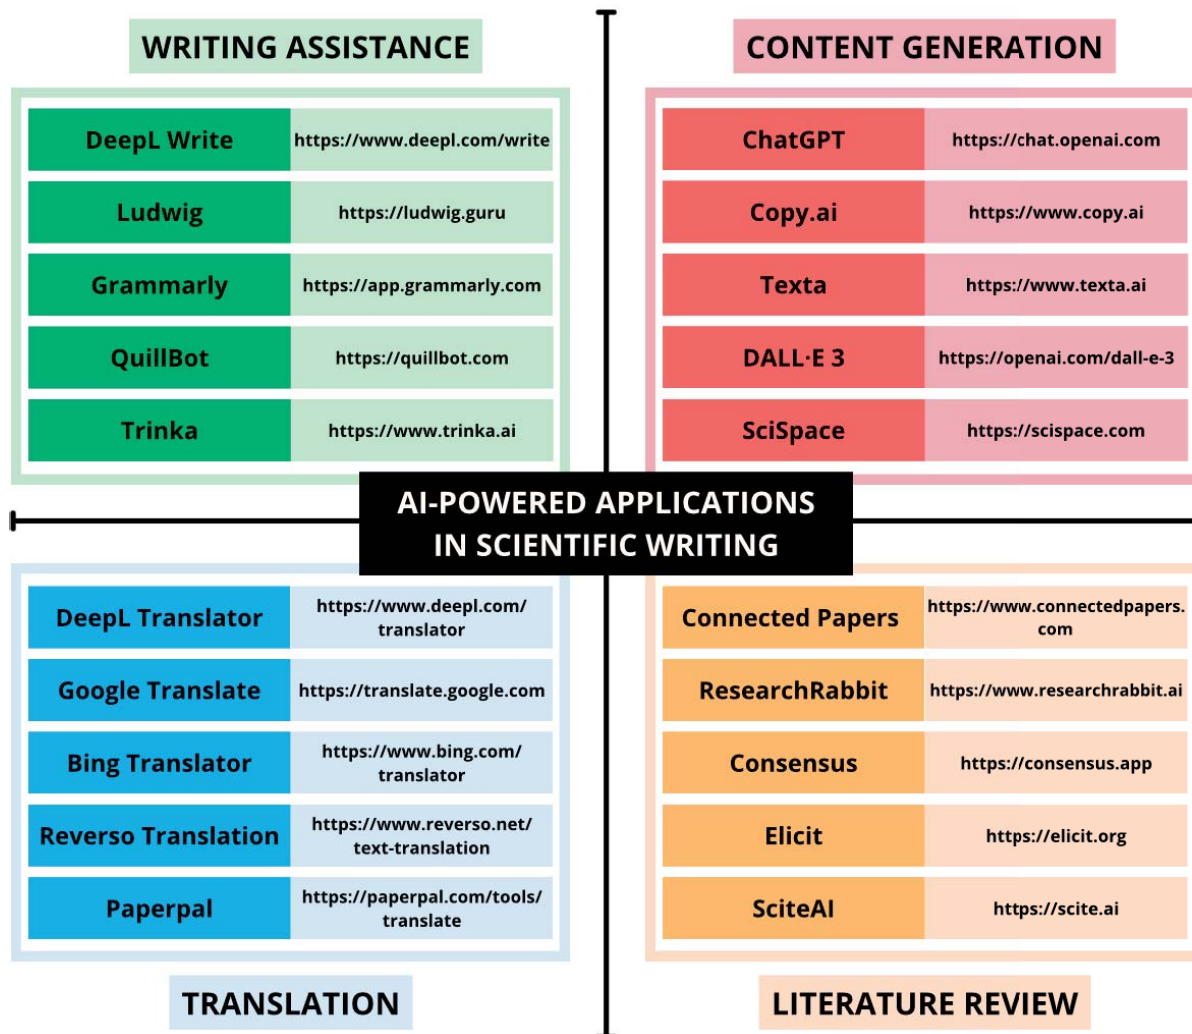 WRITING ASSISTANCE
DeepL Write
https://www.deepl.com/write
Ludwig
https://ludwig.guru
Grammarly
https://app.grammarly.com
QuillBot
https://quillbot.com
Trinka
https://www.trinka.ai
CONTENT GENERATION
ChatGPT
https://chat.openai.com
Copy.ai
https://www.copy.ai
Texta
https://www.texta.ai
DALL·E 3
https://openai.com/dall-e-3
SciSpace
https://scispace.com
AI-POWERED APPLICATIONS
IN SCIENTIFIC WRITING
DeepL Translator
https://www.deepl.com/
translator
Google Translate
https://translate.google.com
Bing Translator
https://www.bing.com/
translator
Reverso Translation
https://www.reverso.net/
text-translation
Paperpal
https://paperpal.com/tools/
translate
TRANSLATION
Connected Papers
https://www.connectedpapers.
com
ResearchRabbit
https://www.researchrabbit.ai
Consensus
https://consensus.app
Elicit
https://elicit.org
SciteAI
https://scite.ai
LITERATURE REVIEW